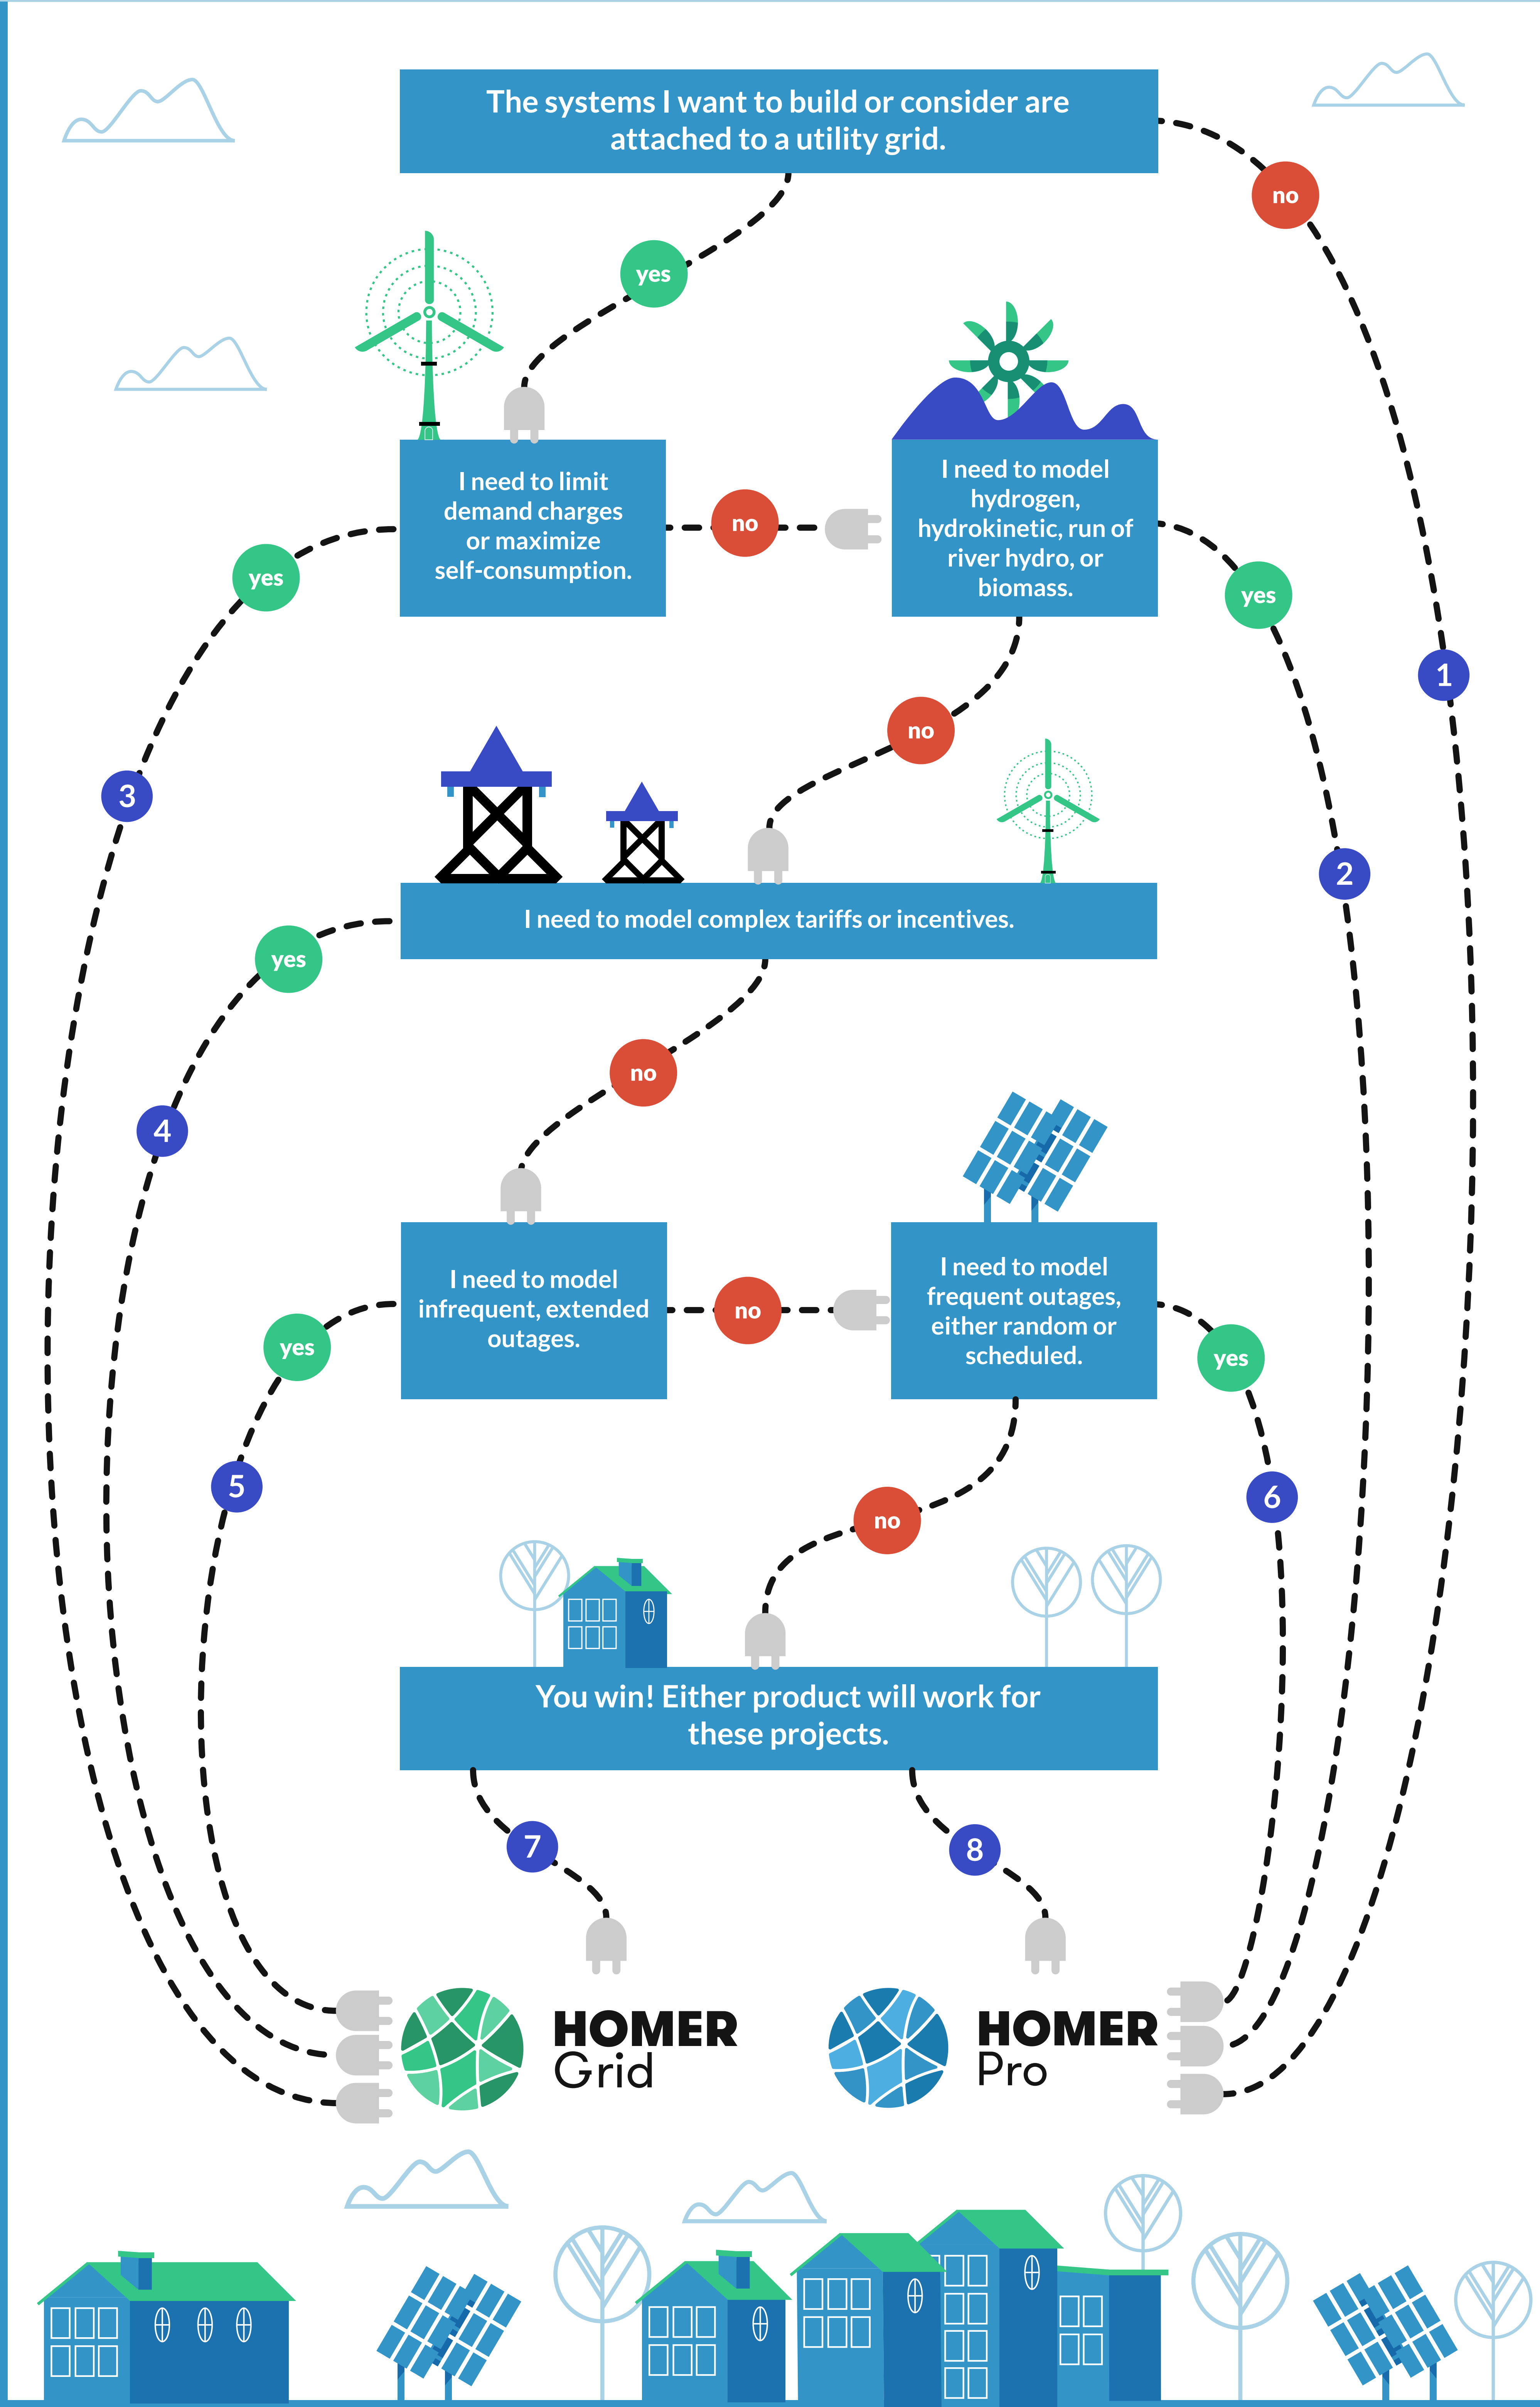 The systems I want to build or consider are
attached to a utility grid.
no
yes
I need to limit
demand charges
or maximize
self-consumption.
no
I need to model
hydrogen,
hydrokinetic, run of
river hydro, or
biomass.
yes
yes
1
no
3
2
I need to model complex tariffs or incentives.
yes
no
4
I need to model
infrequent, extended
outages.
no
I need to model
frequent outages,
either random or
scheduled.
yes
yes
5
6
no
You win! Either product will work for
these projects.
7
8
HOMER
Grid
HOMER
Pro